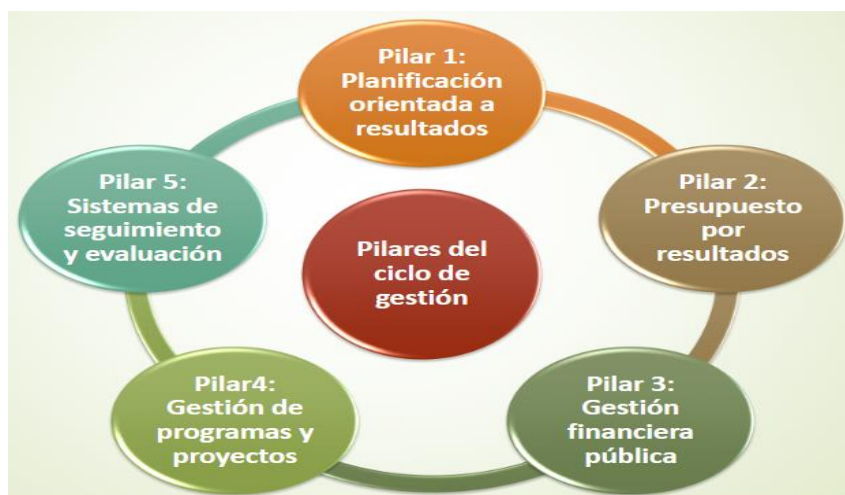 Pilar 1:
Planificación
orientada a
resultados
Pilar 2:
Presupuesto
por
resultados
Pilar 3:
Gestión
financiera
pública
Pilar4:
Gestión de
programas y
proyectos
Pilar 5:
Sistemas de
seguimiento
y evaluación
Pilares del
ciclo de
gestión